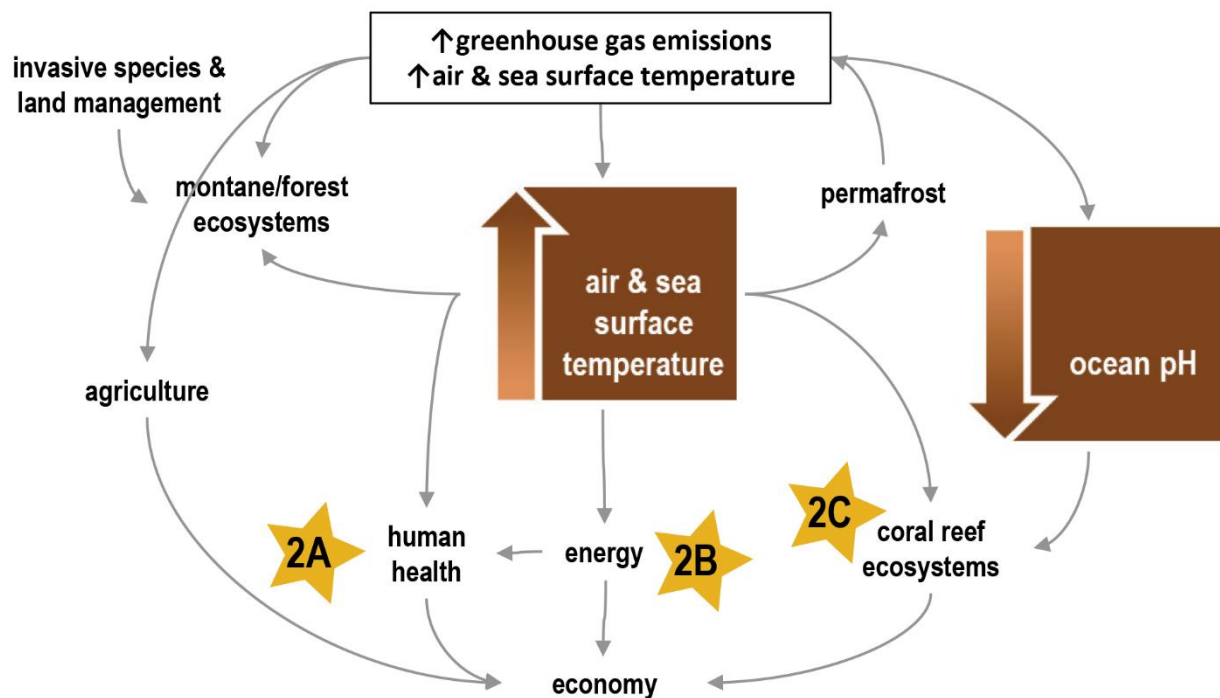 ↑greenhouse gas emissions
↑air & sea surface temperature
invasive species &
land management
montane/forest
ecosystems
permafrost
air & sea
surface
temperature
ocean pH
agriculture
2A
human
health
energy
2B
2C
coral reef
ecosystems
economy